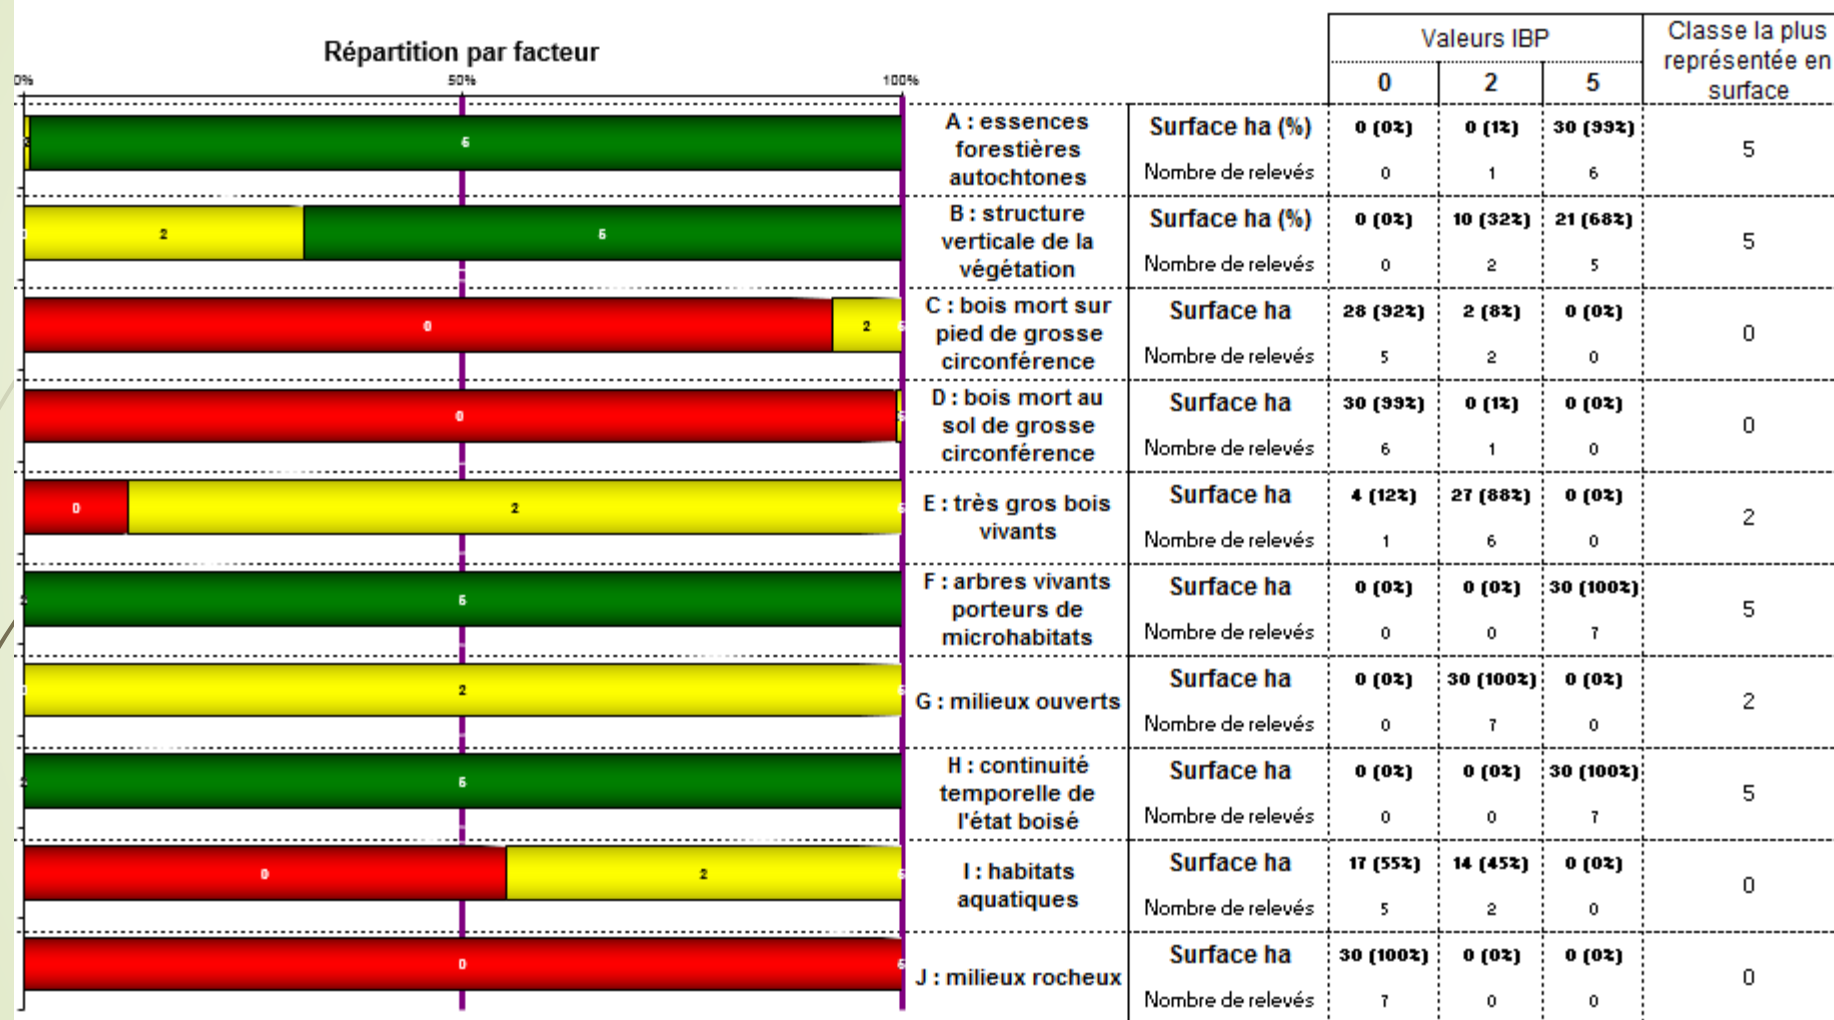 Répartition par facteur
0%
50%
100%
Valeurs IBP
0
2
5
Classe la plus
représentée en
surface
5
A : essences
forestières
autochtones
Surface ha (%)
0 (0%)
0 (1%)
30 (99%)
Nombre de relevés
0
1
6
5
2
5
B : structure
verticale de la
végétation
Surface ha (%)
0 (0%)
10 (32%)
21 (68%)
Nombre de relevés
0
2
5
5
0
2
C : bois mort sur
pied de grosse
circonférence
Surface ha
28 (92%)
2 (8%)
0 (0%)
Nombre de relevés
5
2
0
0
0
D : bois mort au
sol de grosse
circonférence
Surface ha
30 (99%)
0 (1%)
0 (0%)
Nombre de relevés
6
1
0
0
0
2
E : très gros bois
vivants
Surface ha
4 (12%)
27 (88%)
0 (0%)
Nombre de relevés
1
6
0
2
5
F : arbres vivants
porteurs de
microhabitats
Surface ha
0 (0%)
0 (0%)
30 (100%)
Nombre de relevés
0
0
7
5
2
G : milieux ouverts
Surface ha
0 (0%)
30 (100%)
0 (0%)
Nombre de relevés
0
7
0
2
5
H : continuité
temporelle de
l'état boisé
Surface ha
0 (0%)
0 (0%)
30 (100%)
Nombre de relevés
0
0
7
5
0
2
I : habitats
aquatiques
Surface ha
17 (55%)
14 (45%)
0 (0%)
Nombre de relevés
5
2
0
0
0
J : milieux rocheux
Surface ha
30 (100%)
0 (0%)
0 (0%)
Nombre de relevés
7
0
0
0